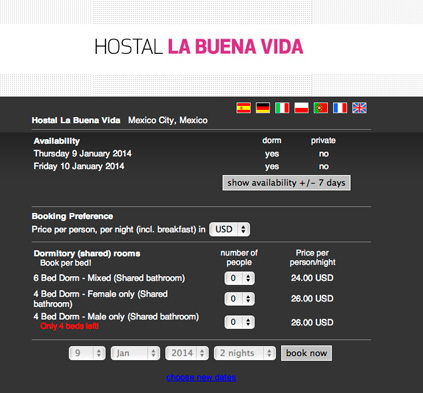 HOSTAL LA BUENA VIDA
Hostal La Buena Vida Mexico City, Mexico
Availability dorm private
Thursday 9 January 2014 yes no
Friday 10 January 2014 yes no
show availability +/- 7 days
Booking Preference
Price per person, per night (incl. breakfast) in USD
Dormitory (shared) rooms number of Price per
Book per bed! people person/night
6 Bed Dorm - Mixed (Shared bathroom) 0 24.00 USD
4 Bed Dorm - Female only (Shared
bathroom) 0 26.00 USD
4 Bed Dorm - Male only (Shared bathroom) 0 26.00 USD
Only 4 beds left!
9 Jan 2014 2 nights book now
choose new dates